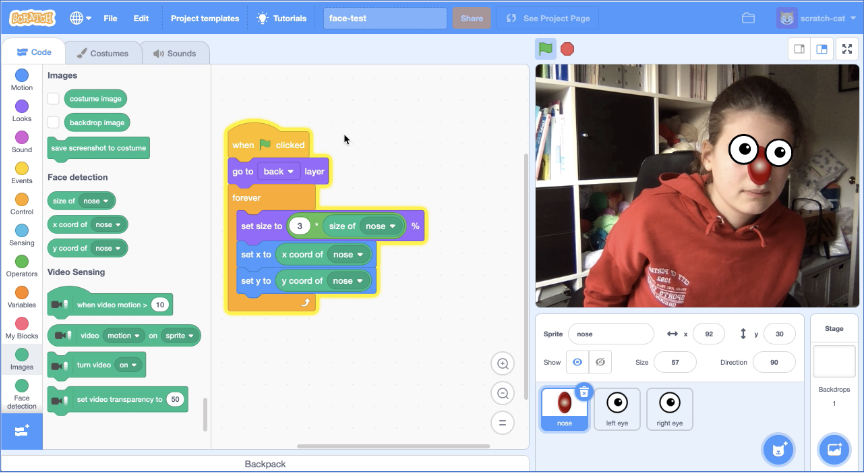 SCRATCH
File
Edit
Project templates
Tutorials
face-test
Share
See Project Page
scratch-cat
Code
Costumes
Sounds
Motion
Looks
Sound
Events
Control
Sensing
Operators
Variables
My Blocks
Images
Face
detection
Images
costume image
backdrop image
save screenshot to costume
Face detection
size of nose
x coord of nose
y coord of nose
Video Sensing
when video motion > 10
video motion on sprite
turn video on
set video transparency to 50
when clicked
go to back layer
forever
set size to 3 * size of nose %
set x to x coord of nose
set y to y coord of nose
Backpack
Sprite nose x 92 y 30
Show Size 57 Direction 90
nose
left eye
right eye
Stage
Backdrops
1